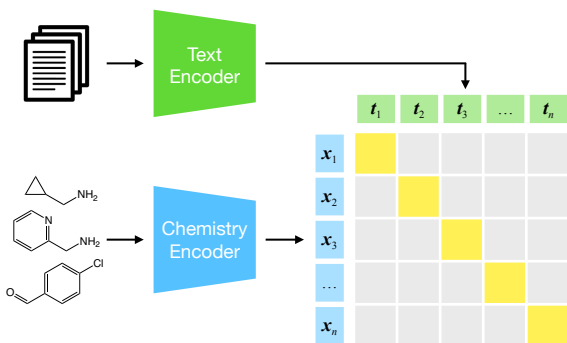 Text
Encoder
t1 t2 t3 … tn
x1
NH2
x2
N
NH2
Chemistry
Encoder
x3
Cl
O
…
xn